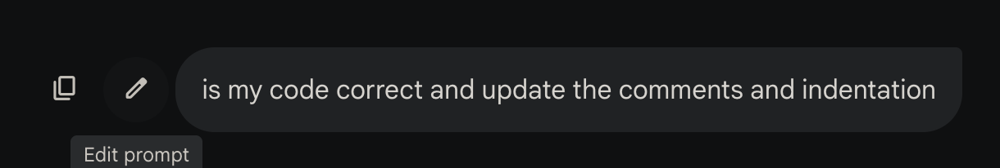 is my code correct and update the comments and indentation
Edit prompt